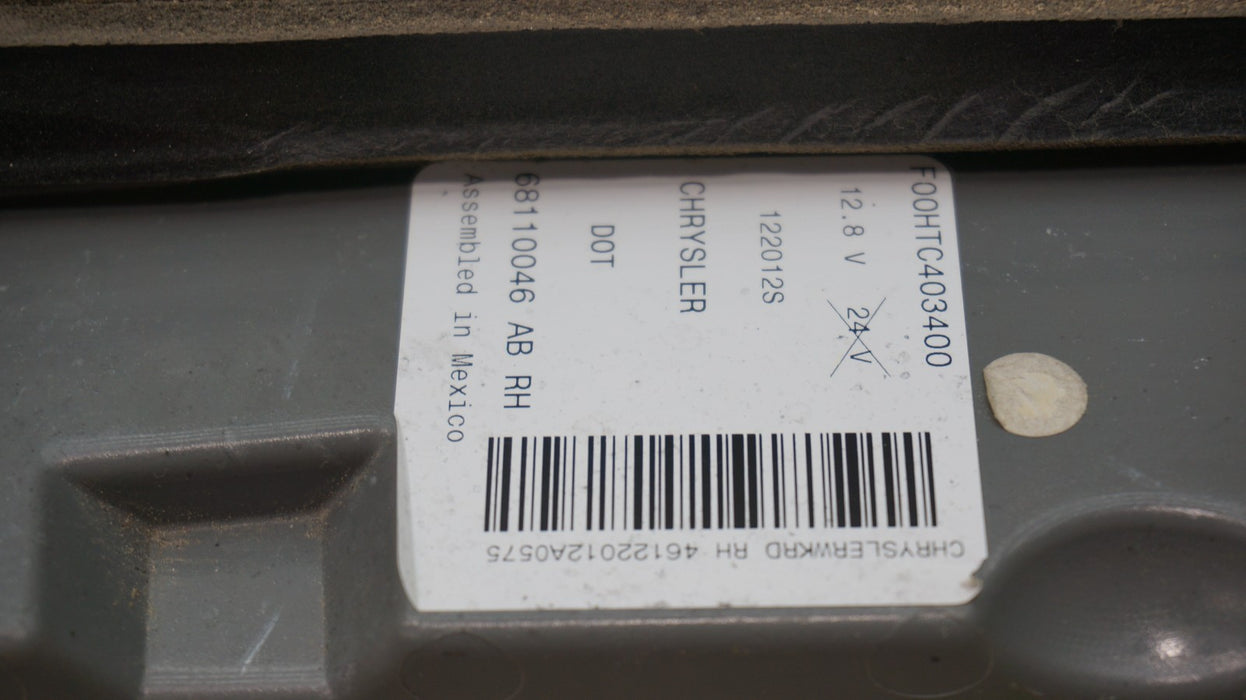 F00HTC403400
12.8 V 24 V
122012S
CHRYSLER
DOT
68110046 AB RH
Assembled in Mexico
CHRYSLERWKRD RH 46122012A0575